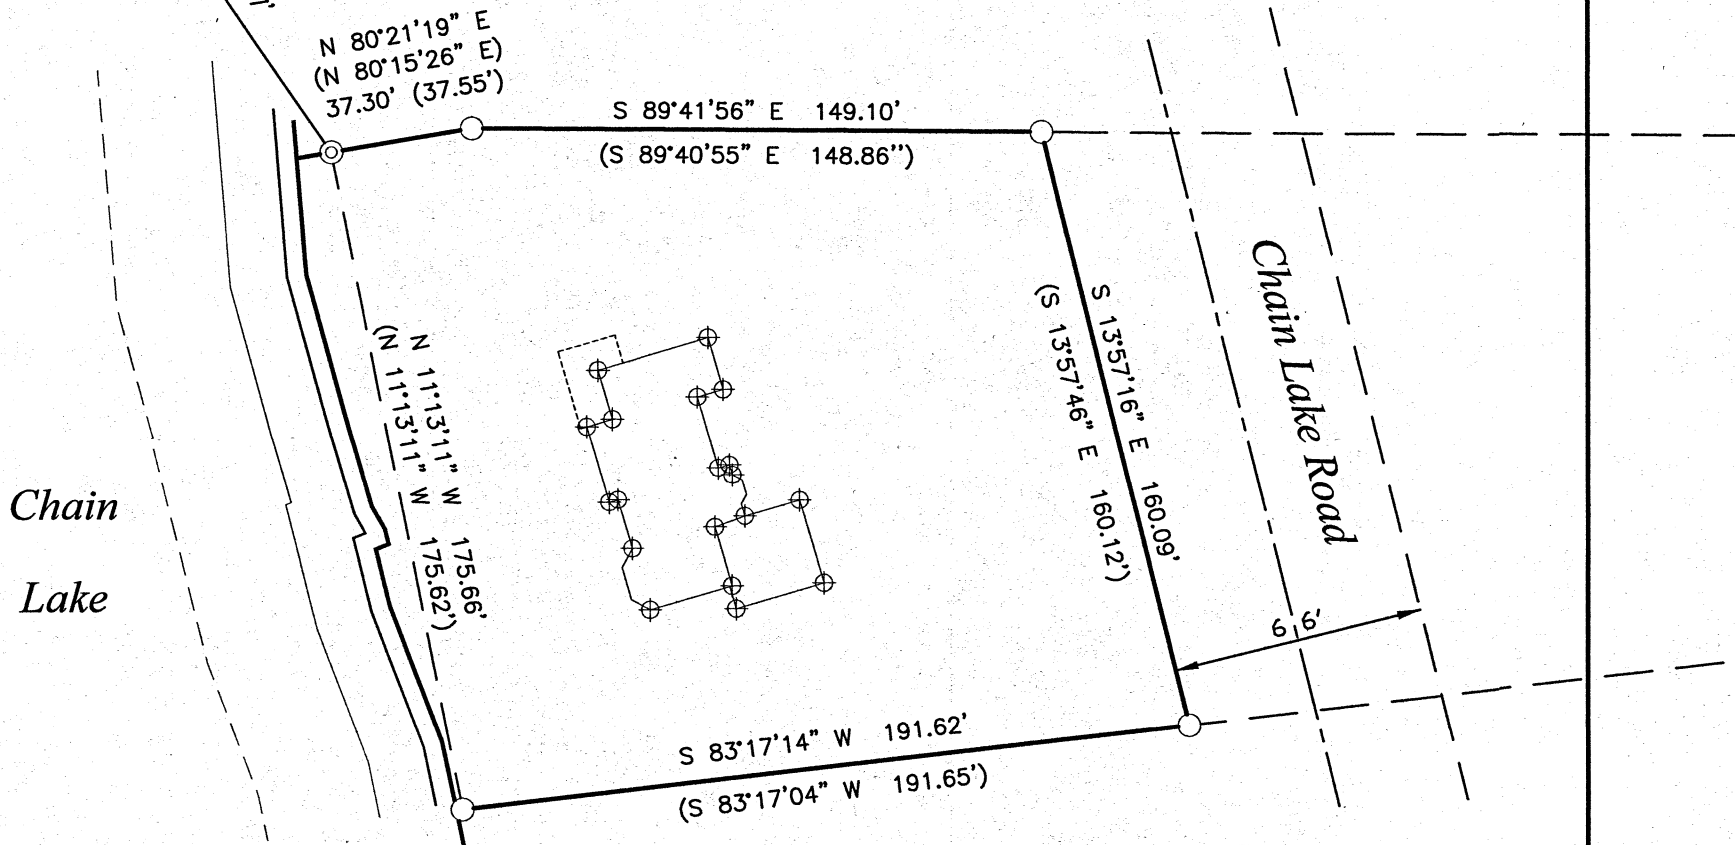 N 80°21'19" E
(N 80°15'26" E)
37.30' (37.55')
S 89°41'56" E 149.10'
(S 89°40'55" E 148.86")
S 13°57'16" E 160.09'
(S 13°57'46" E 160.12')
Chain Lake Road
N 11°13'11" W 175.66'
(N 11°13'11" W 175.62')
Chain
Lake
66'
S 83°17'14" W 191.62'
(S 83°17'04" W 191.65')